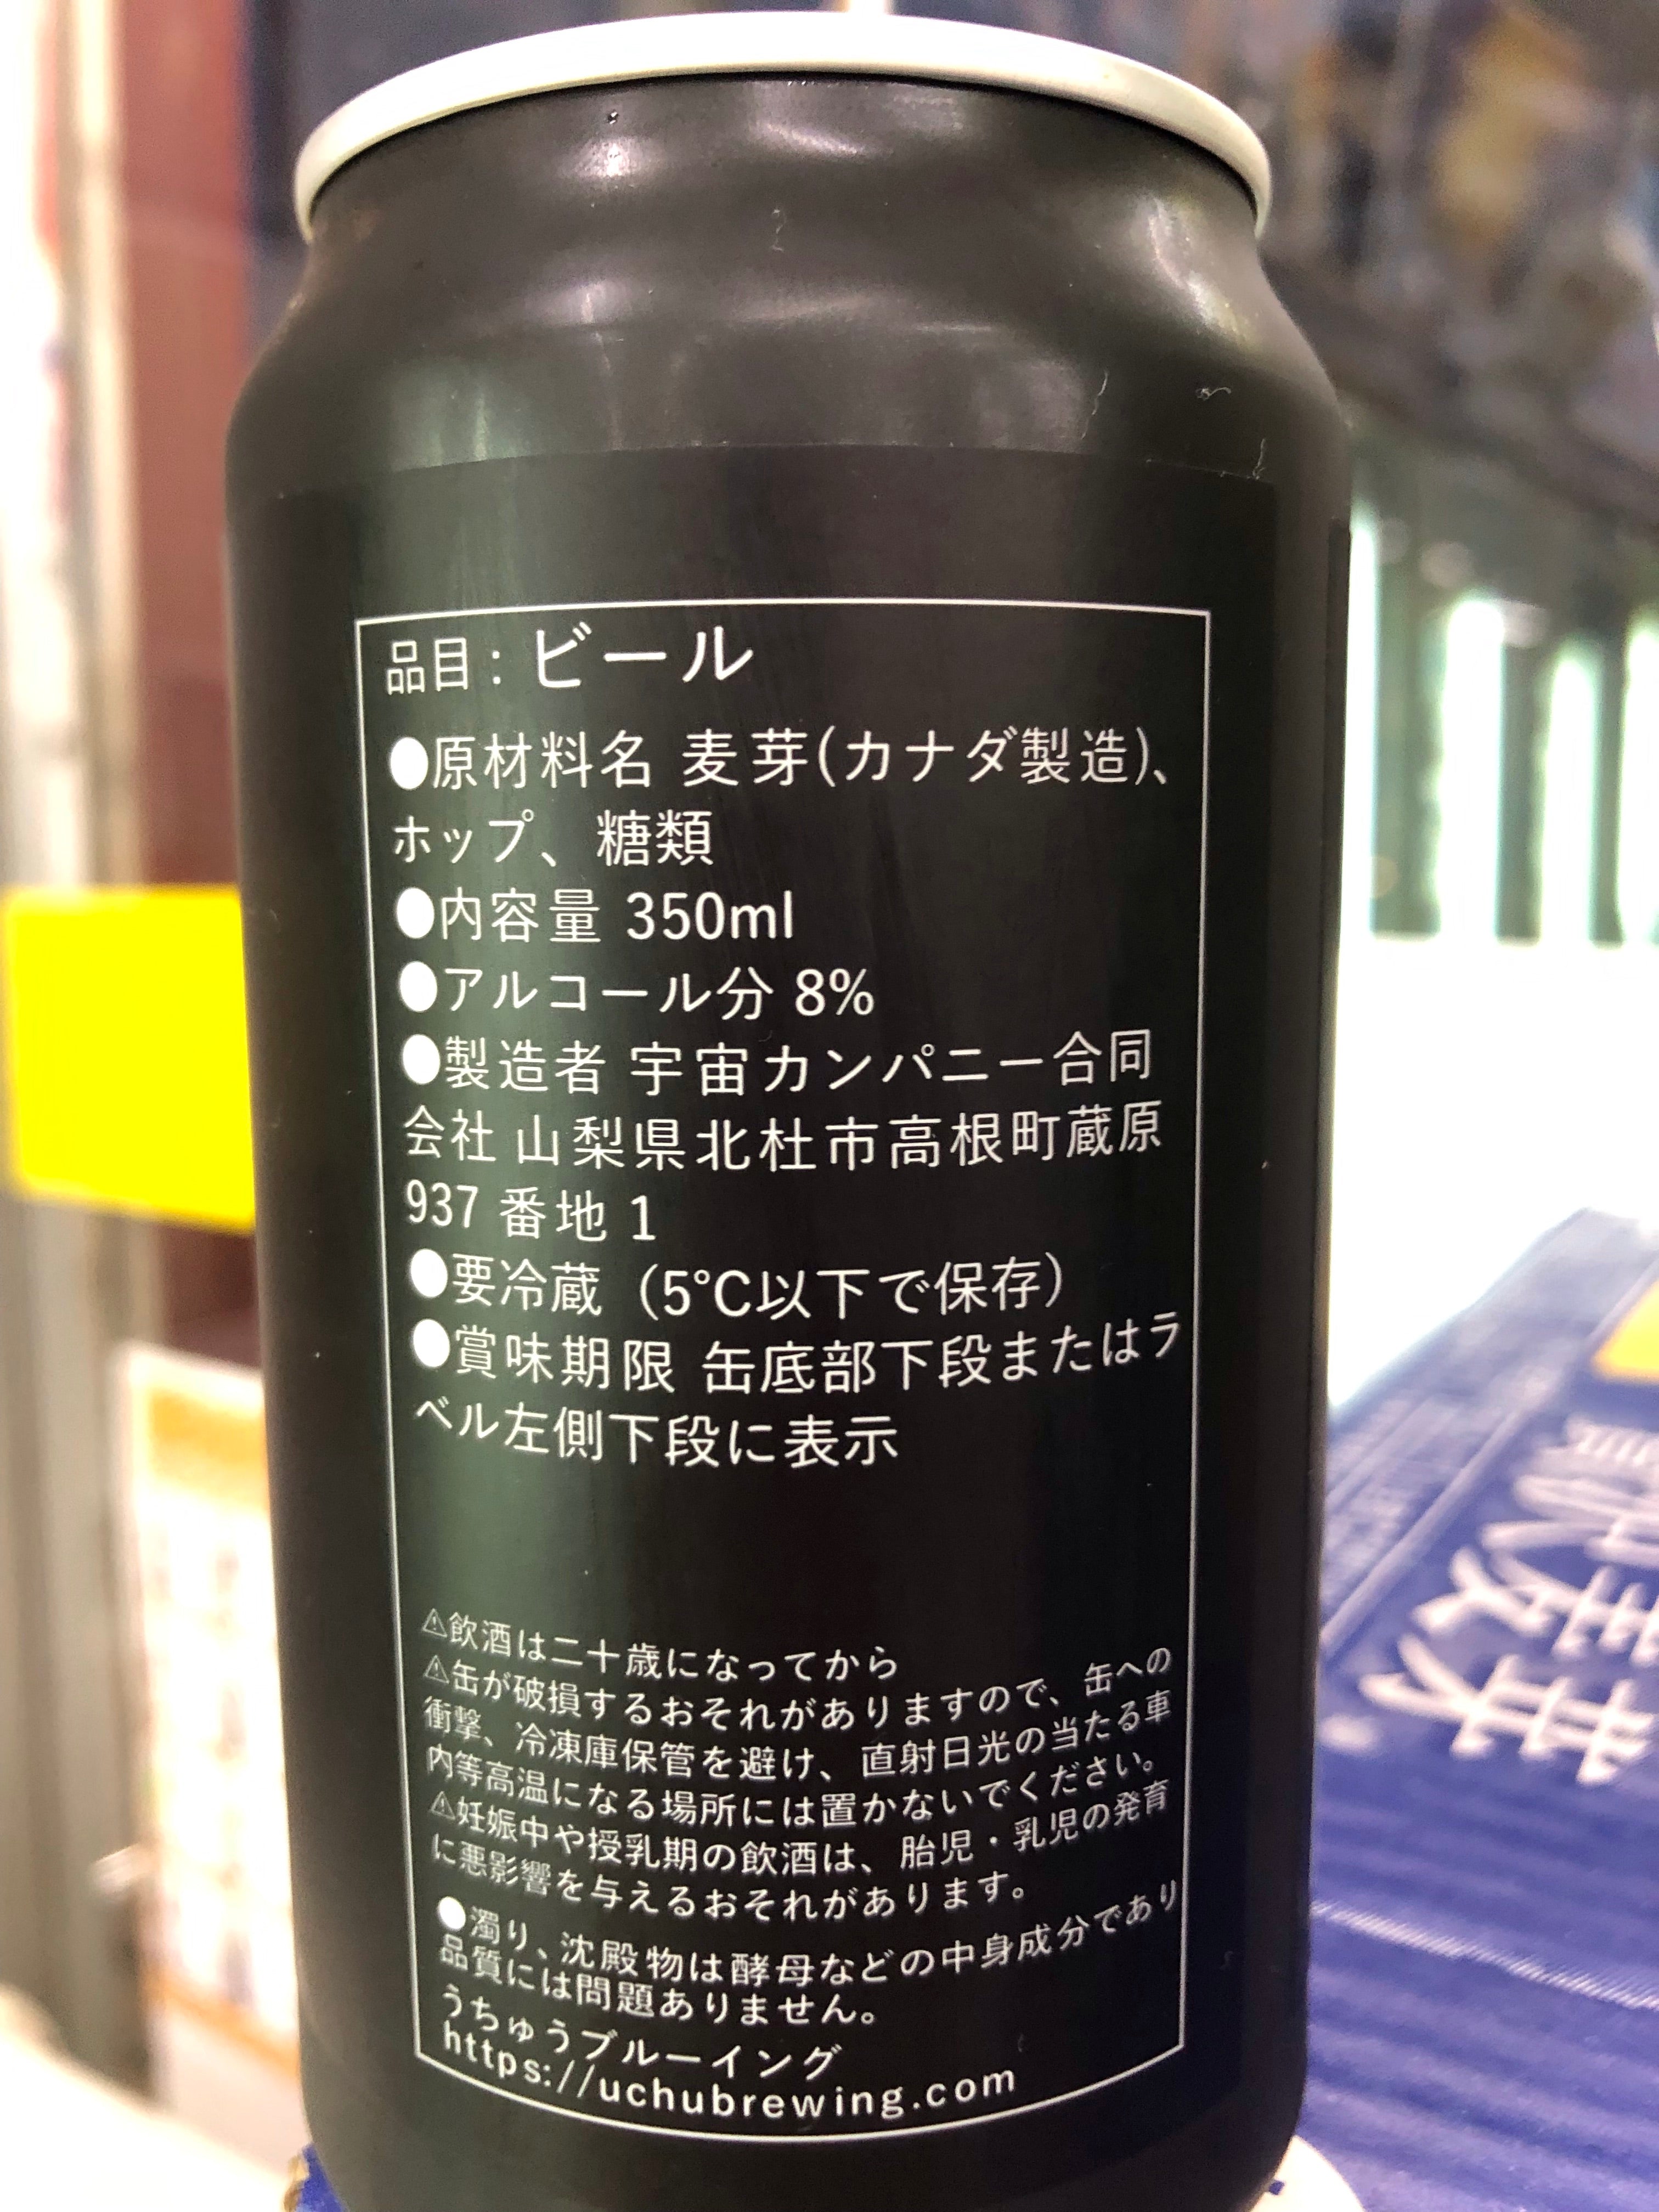 品目：ビール
●原材料名 麦芽(カナダ製造)、
ホップ、糖類
●内容量 350ml
●アルコール分 8%
●製造者 宇宙カンパニー合同
会社 山梨県北杜市高根町蔵原
937 番地 1
●要冷蔵（5℃以下で保存）
●賞味期限 缶底部下段またはラ
ベル左側下段に表示
⚠飲酒は二十歳になってから
⚠缶が破損するおそれがありますので、缶への
衝撃、冷凍庫保管を避け、直射日光の当たる車
内等高温になる場所には置かないでください。
⚠妊娠中や授乳期の飲酒は、胎児・乳児の発育
に悪影響を与えるおそれがあります。
●濁り、沈殿物は酵母などの中身成分であり
品質には問題ありません。
うちゅうブルーイング
https://uchubrewing.com